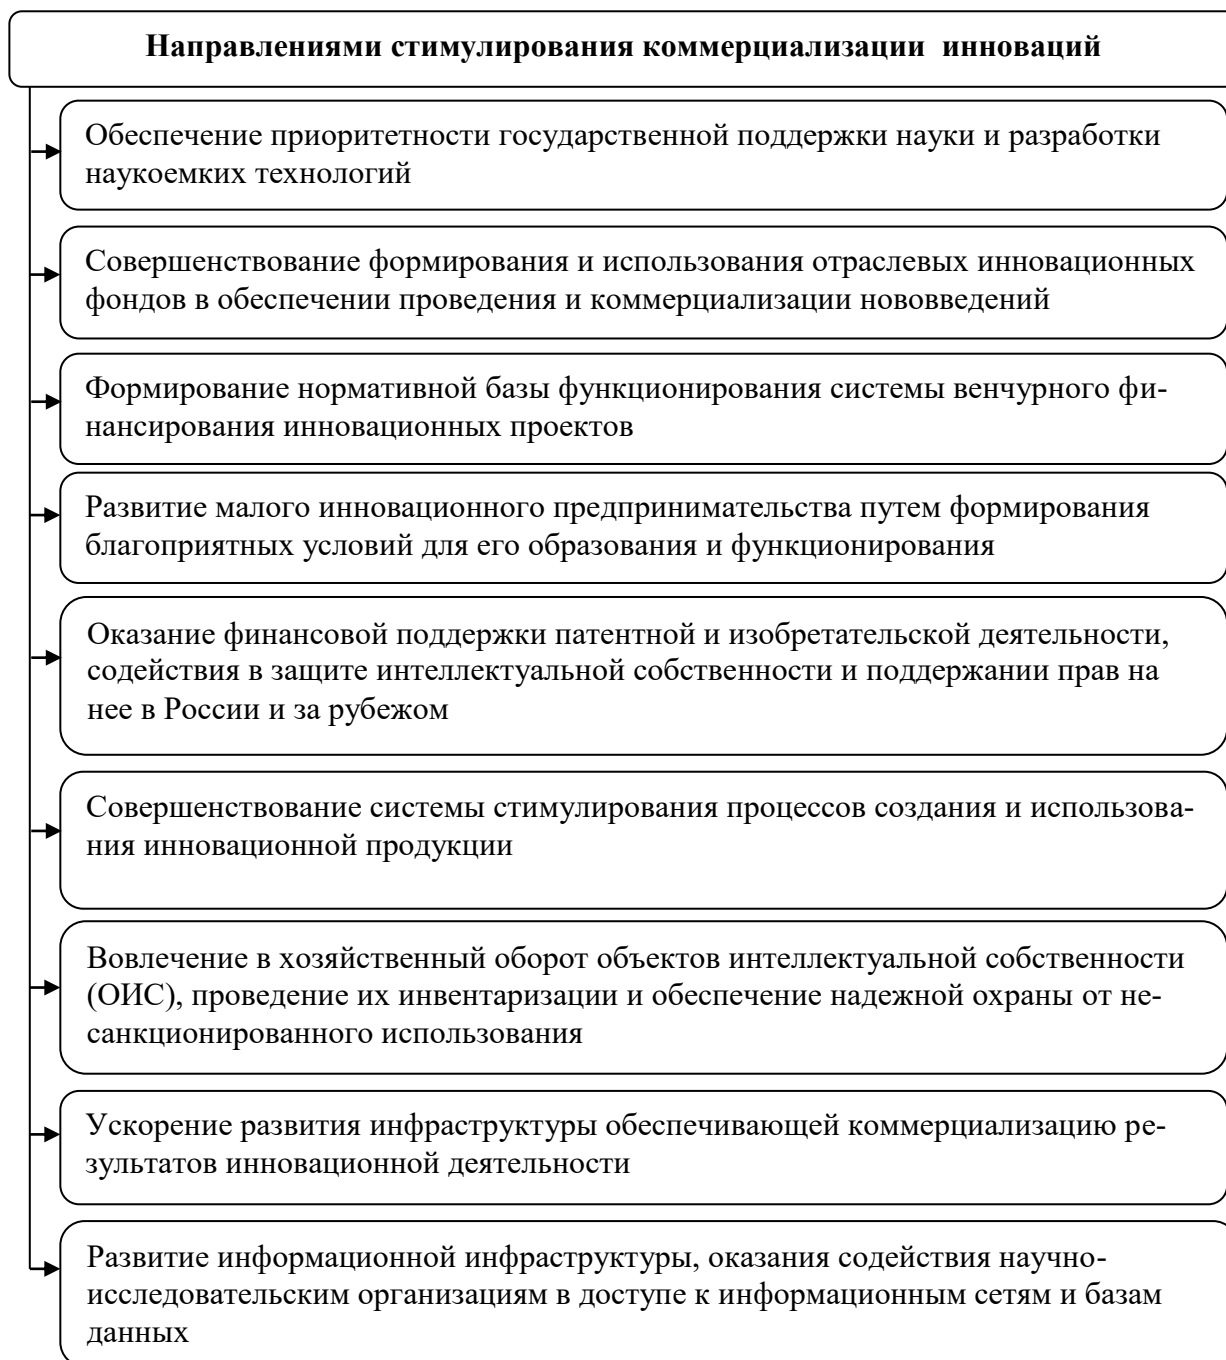 Направлениями стимулирования коммерциализации инноваций
Обеспечение приоритетности государственной поддержки науки и разработки
наукоемких технологий
Совершенствование формирования и использования отраслевых инновационных
фондов в обеспечении проведения и коммерциализации нововведений
Формирование нормативной базы функционирования системы венчурного фи-
нансирования инновационных проектов
Развитие малого инновационного предпринимательства путем формирования
благоприятных условий для его образования и функционирования
Оказание финансовой поддержки патентной и изобретательской деятельности,
содействия в защите интеллектуальной собственности и поддержании прав на
нее в России и за рубежом
Совершенствование системы стимулирования процессов создания и использова-
ния инновационной продукции
Вовлечение в хозяйственный оборот объектов интеллектуальной собственности
(ОИС), проведение их инвентаризации и обеспечение надежной охраны от не-
санкционированного использования
Ускорение развития инфраструктуры обеспечивающей коммерциализацию ре-
зультатов инновационной деятельности
Развитие информационной инфраструктуры, оказания содействия научно-
исследовательским организациям в доступе к информационным сетям и базам
данных